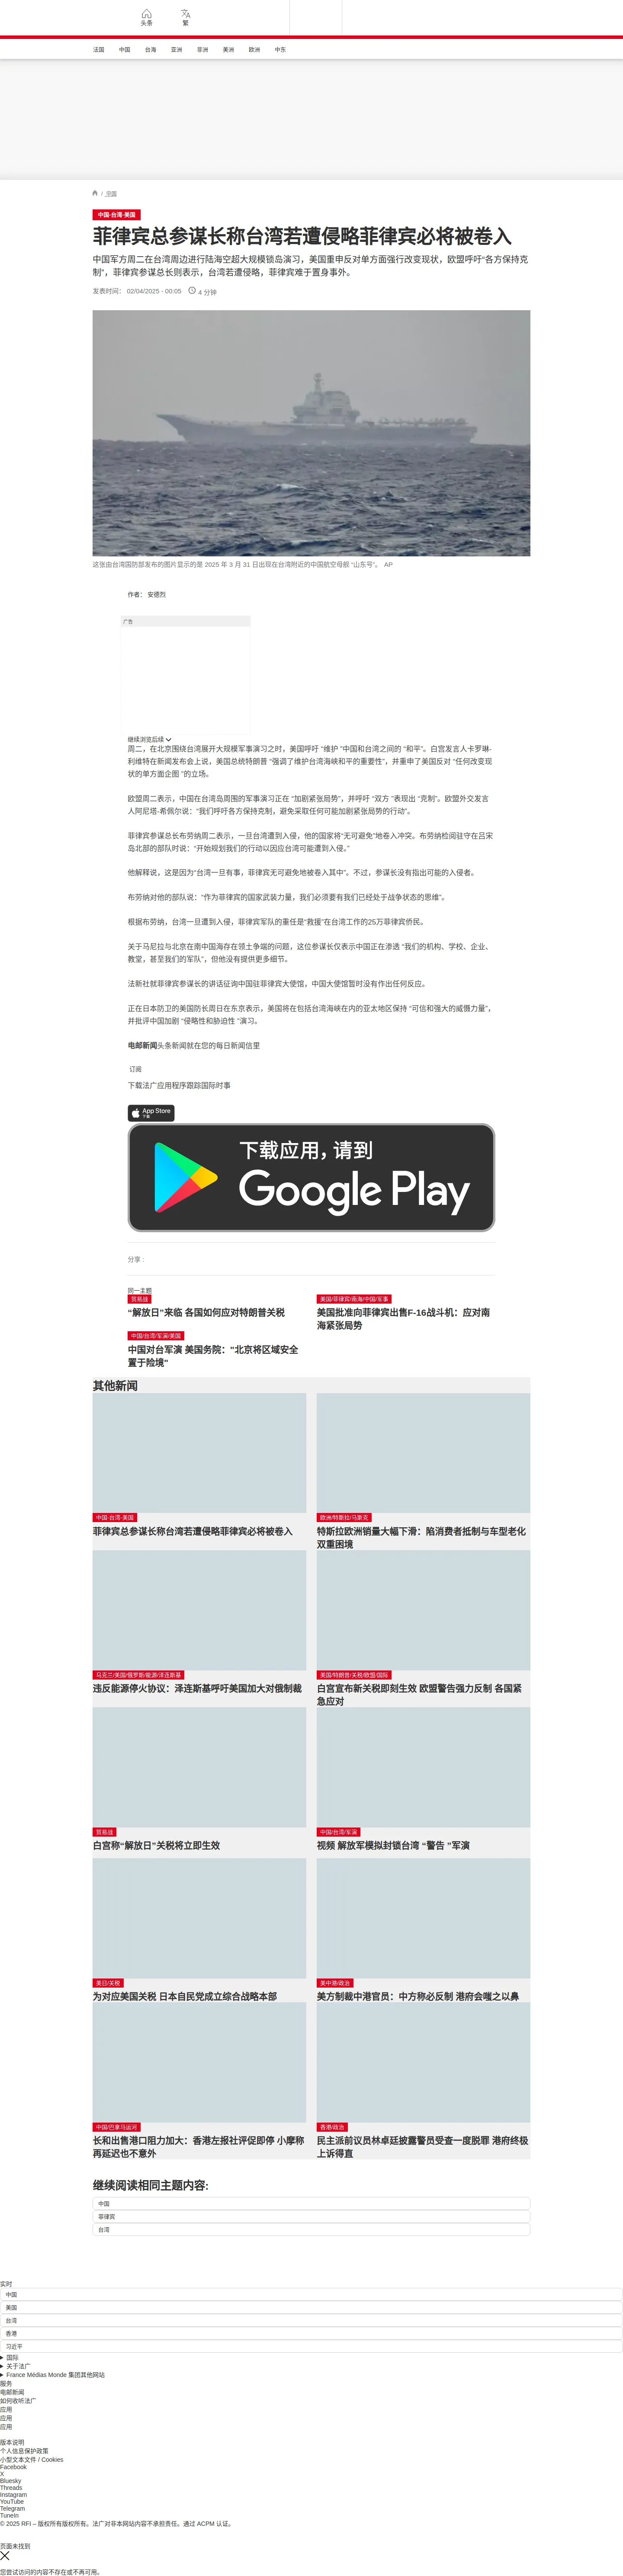 头条
繁
法国
中国
台海
亚洲
非洲
美洲
欧洲
中东
/ 中国
中国-台湾-美国
菲律宾总参谋长称台湾若遭侵略菲律宾必将被卷入
中国军方周二在台湾周边进行陆海空超大规模锁岛演习，美国重申反对单方面强行改变现状，欧盟呼吁“各方保持克
制”，菲律宾参谋总长则表示，台湾若遭侵略，菲律宾难于置身事外。
发表时间： 02/04/2025 - 00:05
4 分钟
这张由台湾国防部发布的图片显示的是 2025 年 3 月 31 日出现在台湾附近的中国航空母舰 “山东号”。 AP
作者： 安德烈
广告
继续浏览后续
周二，在北京围绕台湾展开大规模军事演习之时，美国呼吁 “维护 ”中国和台湾之间的 “和平”。白宫发言人卡罗琳-
利维特在新闻发布会上说，美国总统特朗普 “强调了维护台湾海峡和平的重要性”，并重申了美国反对 “任何改变现
状的单方面企图 ”的立场。
欧盟周二表示，中国在台湾岛周围的军事演习正在 “加剧紧张局势”，并呼吁 “双方 ”表现出 “克制”。欧盟外交发言
人阿尼塔-希佩尔说：“我们呼吁各方保持克制，避免采取任何可能加剧紧张局势的行动”。
菲律宾参谋总长布劳纳周二表示，一旦台湾遭到入侵，他的国家将“无可避免”地卷入冲突。布劳纳检阅驻守在吕宋
岛北部的部队时说：“开始规划我们的行动以因应台湾可能遭到入侵。”
他解释说，这是因为“台湾一旦有事，菲律宾无可避免地被卷入其中”。不过，参谋长没有指出可能的入侵者。
布劳纳对他的部队说：“作为菲律宾的国家武装力量，我们必须要有我们已经处于战争状态的思维”。
根据布劳纳，台湾一旦遭到入侵，菲律宾军队的重任是“救援”在台湾工作的25万菲律宾侨民。
关于马尼拉与北京在南中国海存在领土争端的问题，这位参谋长仅表示中国正在渗透 “我们的机构、学校、企业、
教堂，甚至我们的军队”，但他没有提供更多细节。
法新社就菲律宾参谋长的讲话征询中国驻菲律宾大使馆，中国大使馆暂时没有作出任何反应。
正在日本防卫的美国防长周日在东京表示，美国将在包括台湾海峡在内的亚太地区保持 “可信和强大的威慑力量”，
并批评中国加剧 “侵略性和胁迫性 ”演习。
电邮新闻头条新闻就在您的每日新闻信里
订阅
下载法广应用程序跟踪国际时事
App Store
下载
下载应用，请到
Google Play
分享 :
同一主题
贸易战
“解放日”来临 各国如何应对特朗普关税
美国/菲律宾/南海/中国/军事
美国批准向菲律宾出售F-16战斗机：应对南
海紧张局势
中国/台湾/军演/美国
中国对台军演 美国务院："北京将区域安全
置于险境"
其他新闻
中国-台湾-美国
菲律宾总参谋长称台湾若遭侵略菲律宾必将被卷入
欧洲/特斯拉/马斯克
特斯拉欧洲销量大幅下滑：陷消费者抵制与车型老化
双重困境
乌克兰/美国/俄罗斯/能源/泽连斯基
违反能源停火协议：泽连斯基呼吁美国加大对俄制裁
美国/特朗普/关税/欧盟/国际
白宫宣布新关税即刻生效 欧盟警告强力反制 各国紧
急应对
贸易战
白宫称“解放日”关税将立即生效
中国/台湾/军演
视频 解放军模拟封锁台湾 “警告 ”军演
美日/关税
为对应美国关税 日本自民党成立综合战略本部
美中港/政治
美方制裁中港官员：中方称必反制 港府会嗤之以鼻
中国/巴拿马运河
长和出售港口阻力加大：香港左报社评促即停 小摩称
再延迟也不意外
香港/政治
民主派前议员林卓廷披露警员受查一度脱罪 港府终极
上诉得直
继续阅读相同主题内容:
中国
菲律宾
台湾
实时
中国
美国
台湾
香港
习近平
国际
关于法广
France Médias Monde 集团其他网站
服务
电邮新闻
如何收听法广
应用
应用
应用
版本说明
个人信息保护政策
小型文本文件 / Cookies
Facebook
X
Bluesky
Threads
Instagram
YouTube
Telegram
TuneIn
© 2025 RFI – 版权所有版权所有。法广对非本网站内容不承担责任。通过 ACPM 认证。
页面未找到
您尝试访问的内容不存在或不再可用。